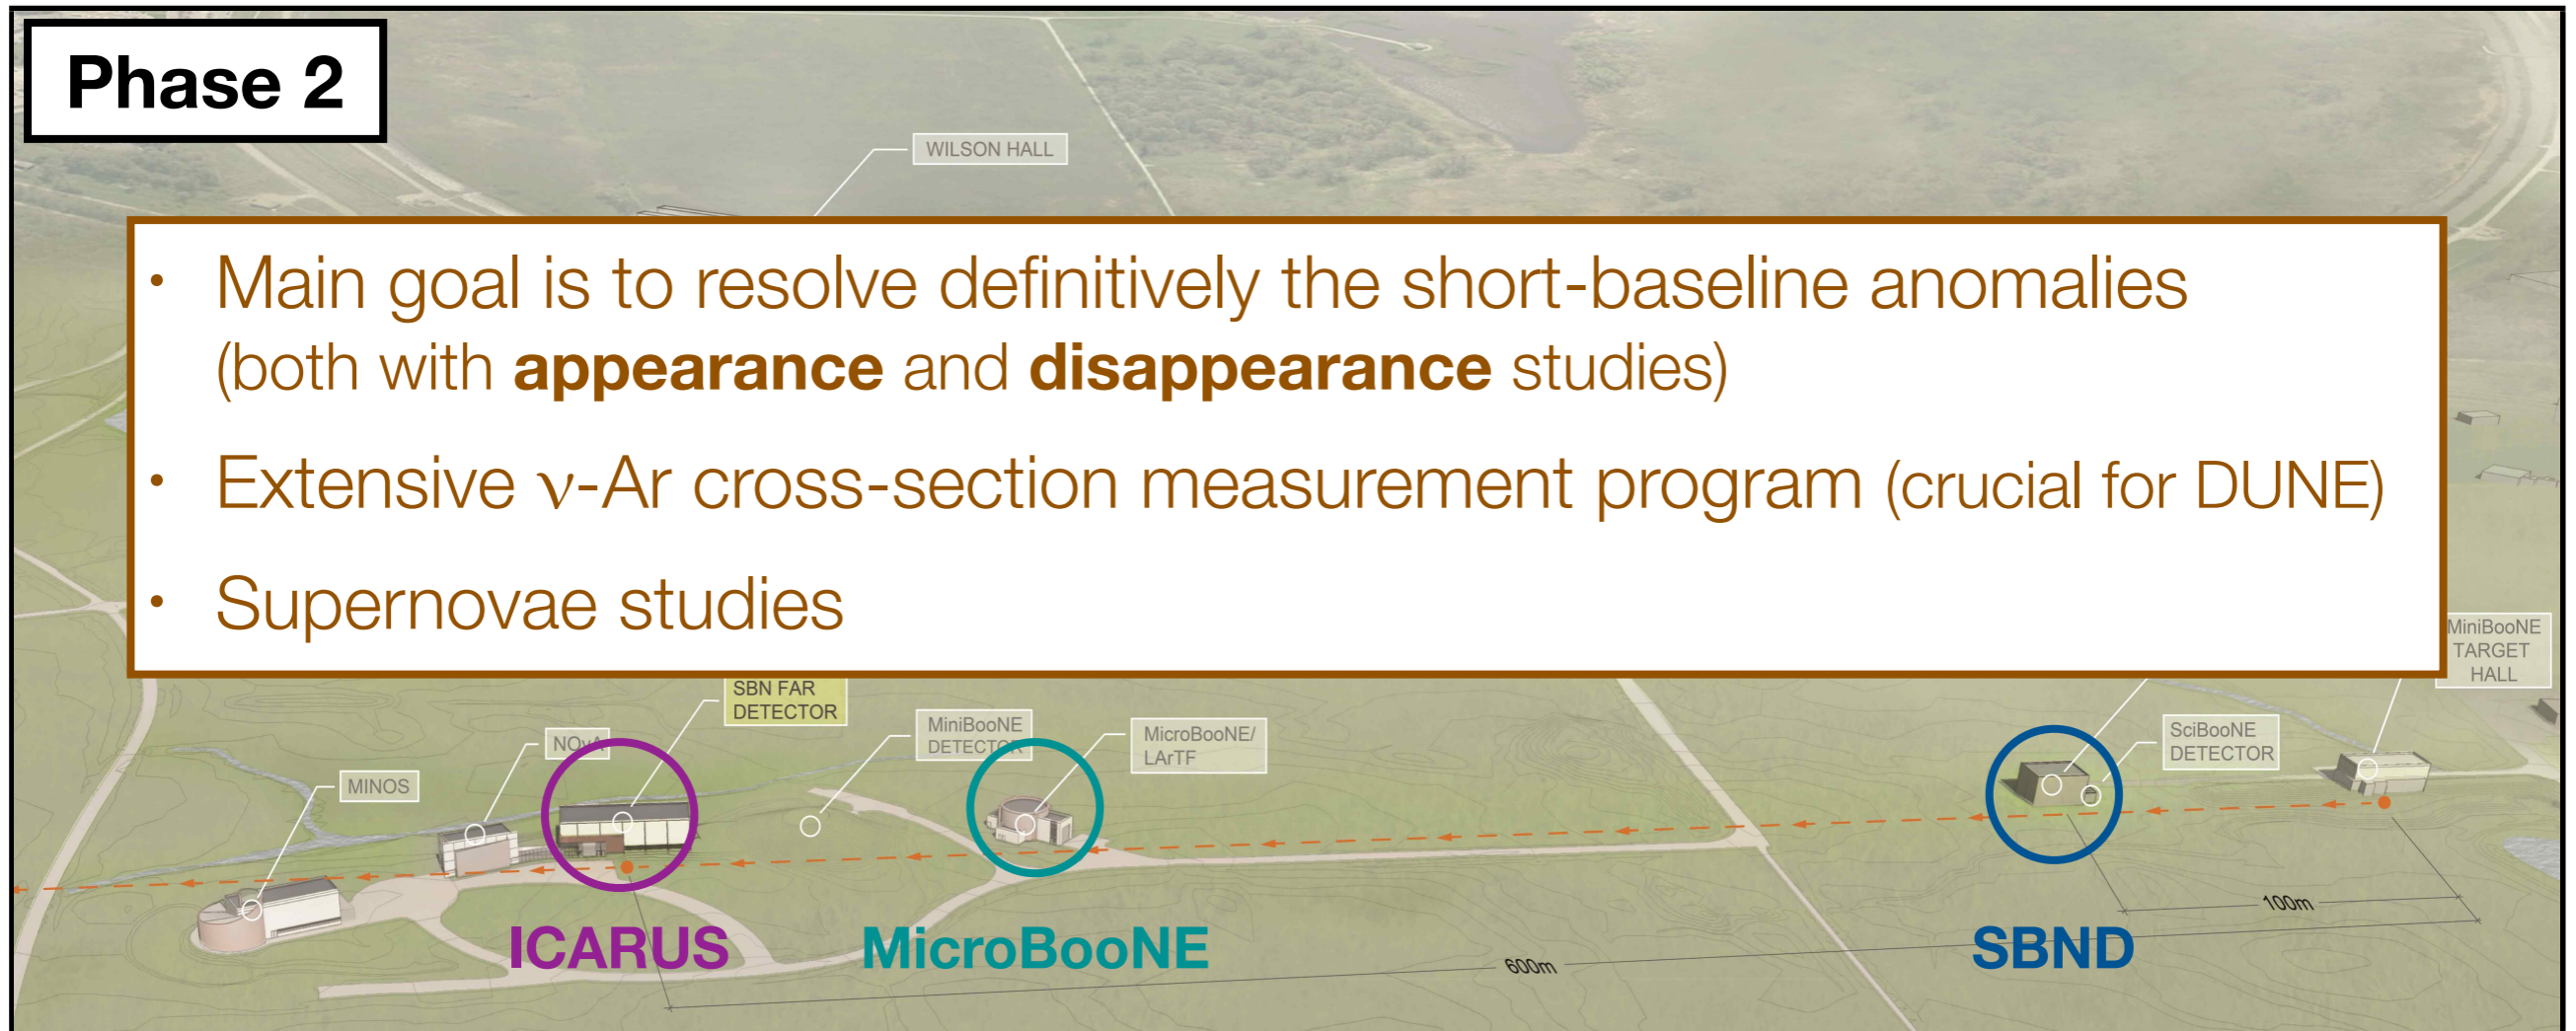 Phase 2
WILSON HALL
• Main goal is to resolve definitively the short-baseline anomalies
(both with appearance and disappearance studies)
• Extensive ν-Ar cross-section measurement program (crucial for DUNE)
• Supernovae studies
MiniBooNE
TARGET
HALL
SBN FAR
DETECTOR
MiniBooNE
DETECTOR
MicroBooNE/
LArTF
SciBooNE
DETECTOR
NOvA
MINOS
100m
ICARUS
MicroBooNE
SBND
600m